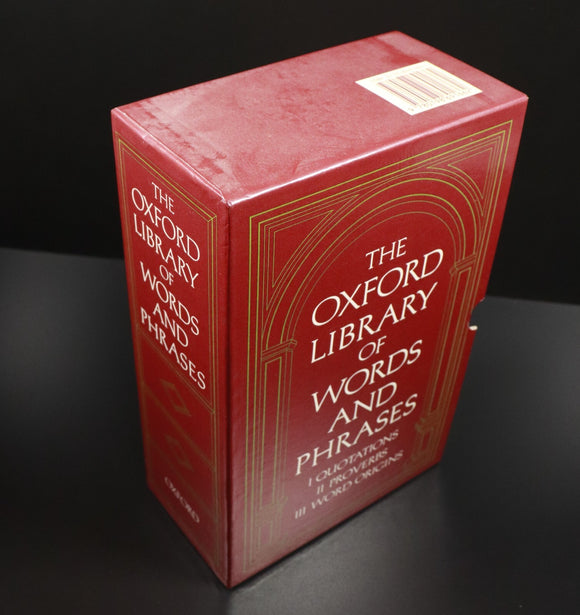 THE
OXFORD
LIBRARY
OF
WORDS
AND
PHRASES
OXFORD
THE
OXFORD
LIBRARY
OF
WORDS
AND
PHRASES
I QUOTATIONS
II PROVERBS
III WORD ORIGINS